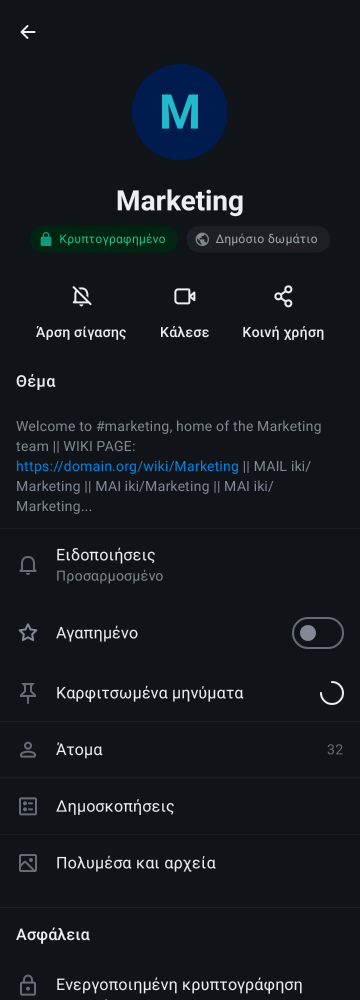 M
Marketing
Κρυπτογραφημένο
Δημόσιο δωμάτιο
Άρση σίγασης
Κάλεσε
Κοινή χρήση
Θέμα
Welcome to #marketing, home of the Marketing
team || WIKI PAGE:
https://domain.org/wiki/Marketing || MAIL iki/
Marketing || MAI iki/Marketing || MAI iki/
Marketing...
Ειδοποιήσεις
Προσαρμοσμένο
Αγαπημένο
Καρφιτσωμένα μηνύματα
Άτομα 32
Δημοσκοπήσεις
Πολυμέσα και αρχεία
Ασφάλεια
Ενεργοποιημένη κρυπτογράφηση